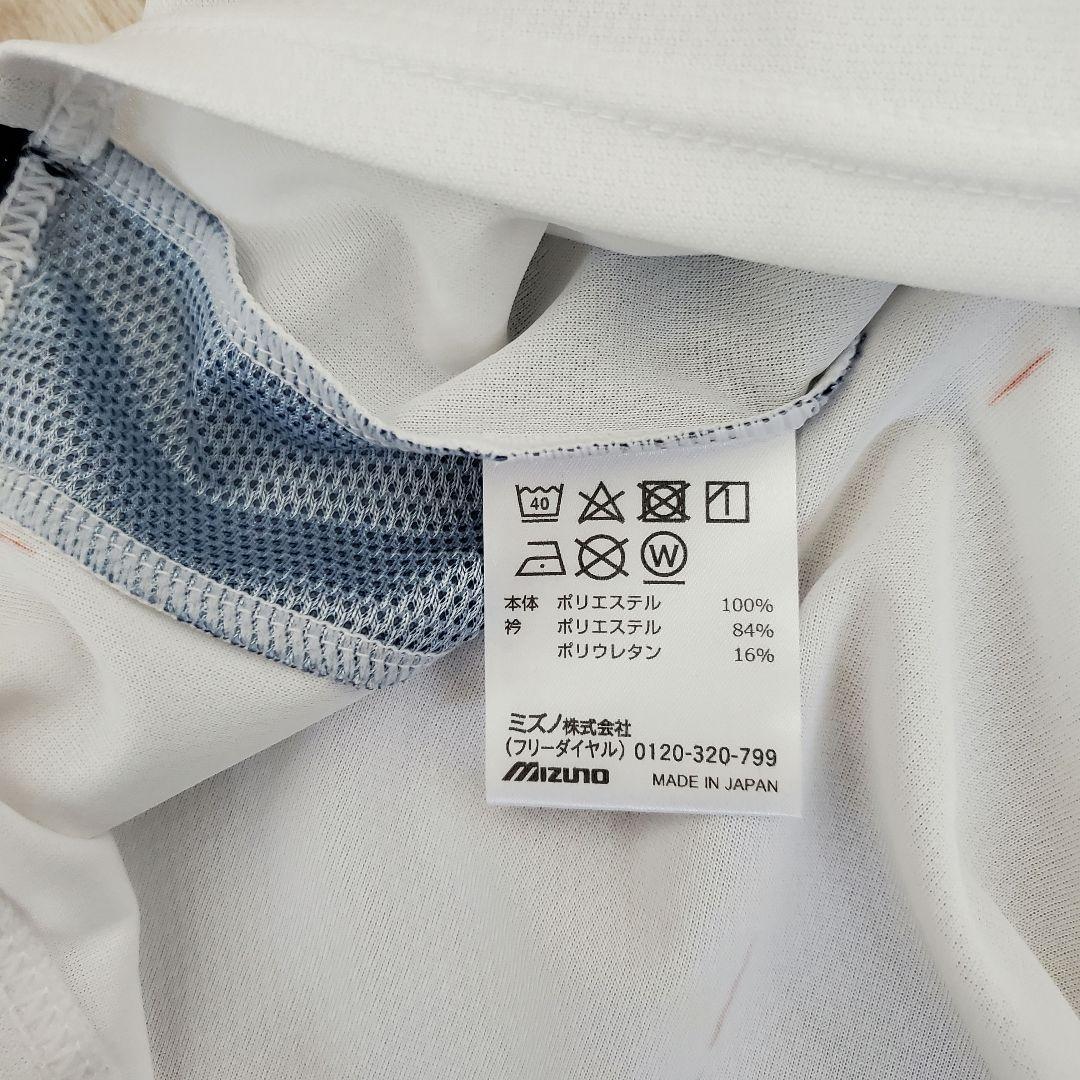 40
W
本体 ポリエステル 100%
衿 ポリエステル 84%
ポリウレタン 16%
ミズノ株式会社
(フリーダイヤル) 0120-320-799
MIZUNO MADE IN JAPAN